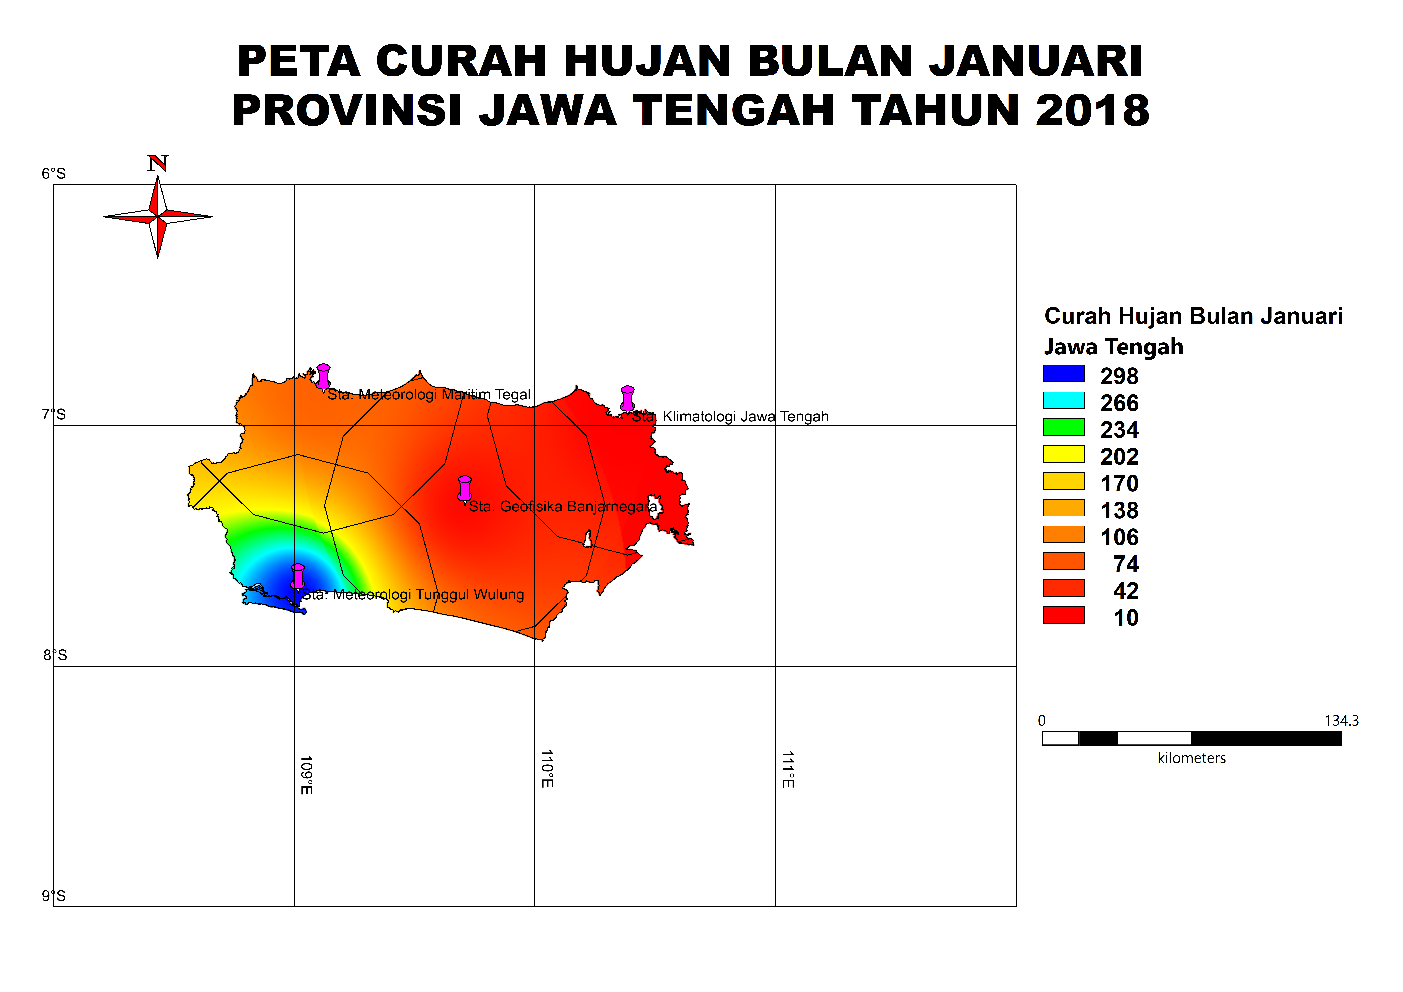 PETA CURAH HUJAN BULAN JANUARI
PROVINSI JAWA TENGAH TAHUN 2018
N
6°S
7°S
8°S
9°S
109°E
110°E
111°E
Sta. Meteorologi Maritim Tegal
Sta. Klimatologi Jawa Tengah
Sta. Geofisika Banjarnegara
Sta. Meteorologi Tunggul Wulung
Curah Hujan Bulan Januari
Jawa Tengah
298
266
234
202
170
138
106
74
42
10
0 134.3
kilometers